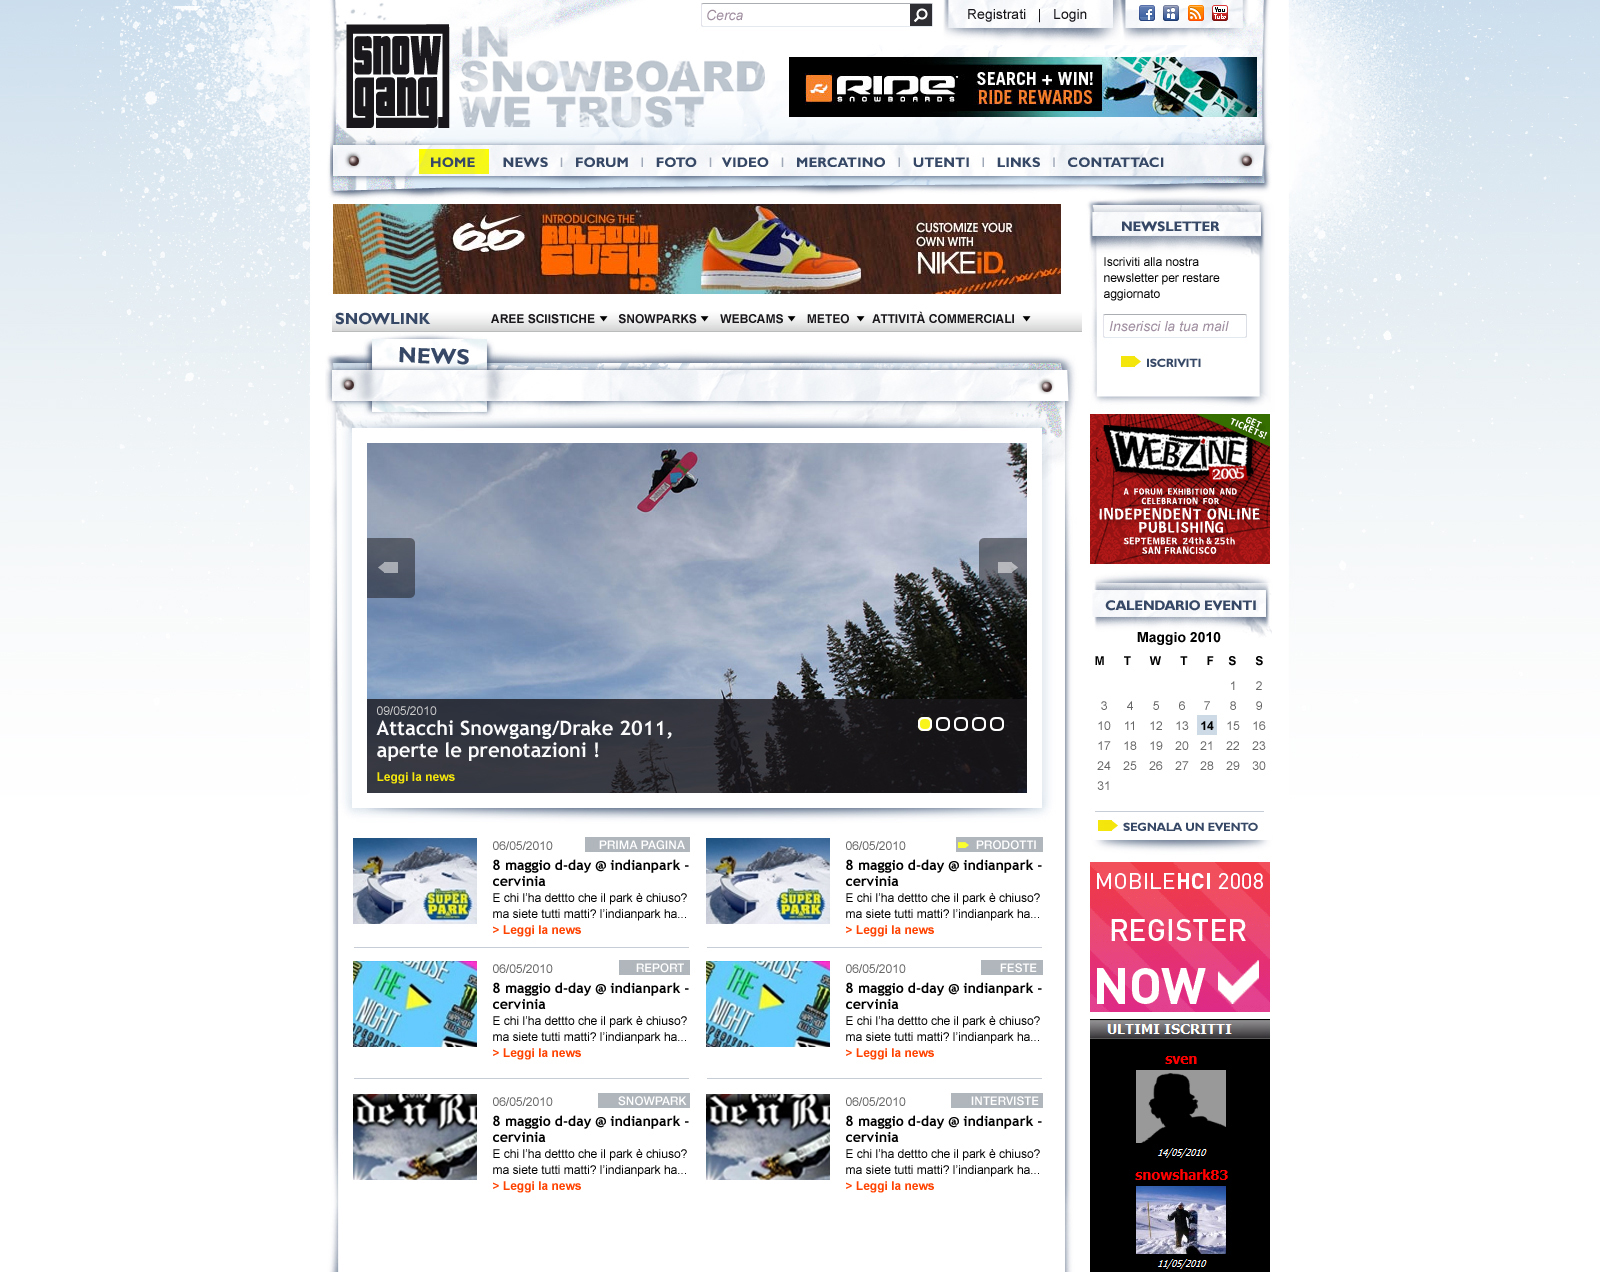 Cerca
Registrati | Login
You Tube
snow gang.
IN
SNOWBOARD
WE TRUST
RIDE
SNOWBOARDS
SEARCH + WIN!
RIDE REWARDS
HOME NEWS FORUM FOTO VIDEO MERCATINO UTENTI LINKS CONTATTACI
6.0
INTRODUCING THE
AIR ZOOM
CUSH
iD
CUSTOMIZE YOUR
OWN WITH
NIKEiD.
NEWSLETTER
Iscriviti alla nostra
newsletter per restare
aggiornato
Inserisci la tua mail
ISCRIVITI
SNOWLINK
AREE SCIISTICHE SNOWPARKS WEBCAMS METEO ATTIVITÀ COMMERCIALI
NEWS
09/05/2010
Attacchi Snowgang/Drake 2011,
aperte le prenotazioni !
Leggi la news
GET TICKETS!
WEBZINE
2005
A FORUM EXHIBITION AND
CELEBRATION FOR
INDEPENDENT ONLINE
PUBLISHING
SEPTEMBER 24th & 25th
SAN FRANCISCO
CALENDARIO EVENTI
Maggio 2010
M T W T F S S
1 2
3 4 5 6 7 8 9
10 11 12 13 14 15 16
17 18 19 20 21 22 23
24 25 26 27 28 29 30
31
SEGNALA UN EVENTO
SUPER PARK
06/05/2010 PRIMA PAGINA
8 maggio d-day @ indianpark -
cervinia
E chi l'ha dettto che il park è chiuso?
ma siete tutti matti? l'indianpark ha...
> Leggi la news
SUPER PARK
06/05/2010 PRODOTTI
8 maggio d-day @ indianpark -
cervinia
E chi l'ha dettto che il park è chiuso?
ma siete tutti matti? l'indianpark ha...
> Leggi la news
THE
NIGHT
06/05/2010 REPORT
8 maggio d-day @ indianpark -
cervinia
E chi l'ha dettto che il park è chiuso?
ma siete tutti matti? l'indianpark ha...
> Leggi la news
THE
NIGHT
06/05/2010 FESTE
8 maggio d-day @ indianpark -
cervinia
E chi l'ha dettto che il park è chiuso?
ma siete tutti matti? l'indianpark ha...
> Leggi la news
06/05/2010 SNOWPARK
8 maggio d-day @ indianpark -
cervinia
E chi l'ha dettto che il park è chiuso?
ma siete tutti matti? l'indianpark ha...
> Leggi la news
06/05/2010 INTERVISTE
8 maggio d-day @ indianpark -
cervinia
E chi l'ha dettto che il park è chiuso?
ma siete tutti matti? l'indianpark ha...
> Leggi la news
MOBILEHCI 2008
REGISTER
NOW
ULTIMI ISCRITTI
sven
14/05/2010
snowshark83
11/05/2010